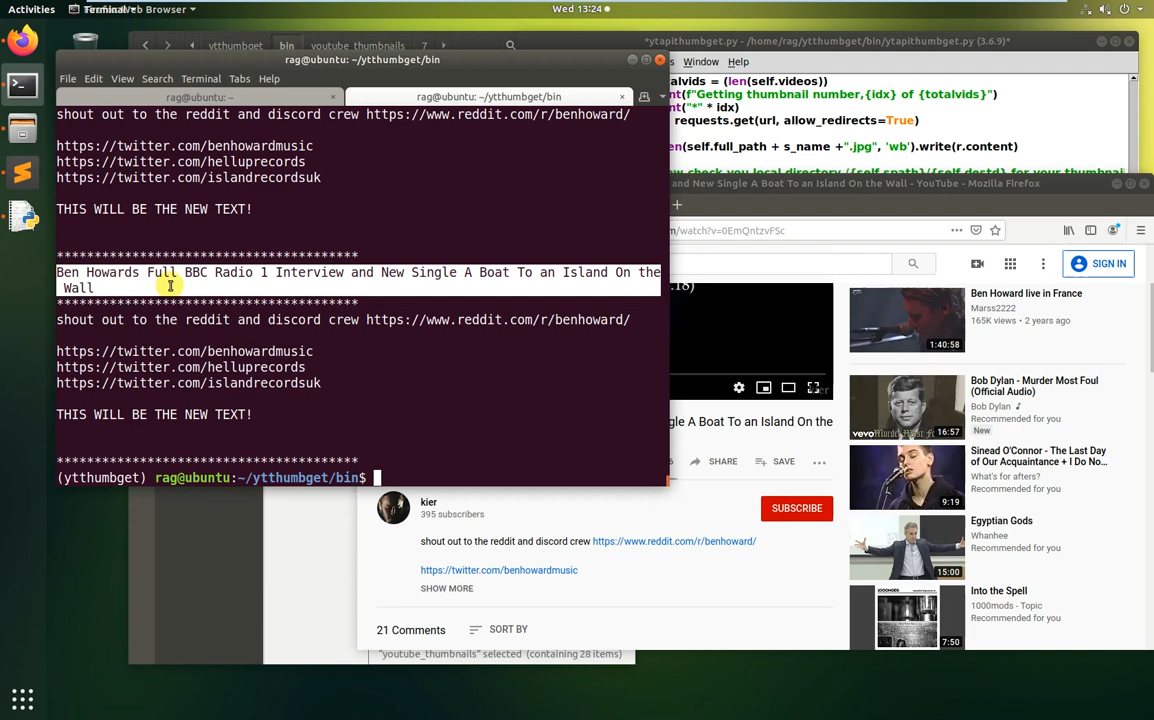 Activities
Terminal
Web Browser
Wed 13:24
ytthumbget
bin
youtube_thumbnails
7
*ytapithumbget.py - /home/rag/ytthumbget/bin/ytapithumbget.py (3.6.9)*
Window Help
talvids = (len(self.videos))
nt(f"Getting thumbnail number,{idx} of {totalvids}")
nt("*" * idx)
requests.get(url, allow_redirects=True)
en(self.full_path + s_name +".jpg", 'wb').write(r.content)
rag@ubuntu: ~/ytthumbget/bin
File Edit View Search Terminal Tabs Help
rag@ubuntu: ~
rag@ubuntu: ~/ytthumbget/bin
shout out to the reddit and discord crew https://www.reddit.com/r/benhoward/
https://twitter.com/benhowardmusic
https://twitter.com/helluprecords
https://twitter.com/islandrecordsuk
THIS WILL BE THE NEW TEXT!
****************************************
Ben Howards Full BBC Radio 1 Interview and New Single A Boat To an Island On the
Wall
****************************************
shout out to the reddit and discord crew https://www.reddit.com/r/benhoward/
https://twitter.com/benhowardmusic
https://twitter.com/helluprecords
https://twitter.com/islandrecordsuk
THIS WILL BE THE NEW TEXT!
****************************************
(ytthumbget) rag@ubuntu:~/ytthumbget/bin$
and New Single A Boat To an Island On the Wall - YouTube - Mozilla Firefox
m/watch?v=0EmQntzvFSc
SIGN IN
.18)
gle A Boat To an Island On the
SHARE
SAVE
kier
395 subscribers
SUBSCRIBE
shout out to the reddit and discord crew https://www.reddit.com/r/benhoward/
https://twitter.com/benhowardmusic
SHOW MORE
21 Comments
SORT BY
"youtube_thumbnails" selected (containing 28 items)
Ben Howard live in France
Marss2222
165K views • 2 years ago
1:40:58
Bob Dylan - Murder Most Foul
(Official Audio)
Bob Dylan
Recommended for you
New
vevo
16:57
Sinead O'Connor - The Last Day
of Our Acquaintance + I Do No...
What's for afters?
Recommended for you
9:19
Egyptian Gods
Whanhee
Recommended for you
15:00
Into the Spell
1000mods - Topic
Recommended for you
7:50